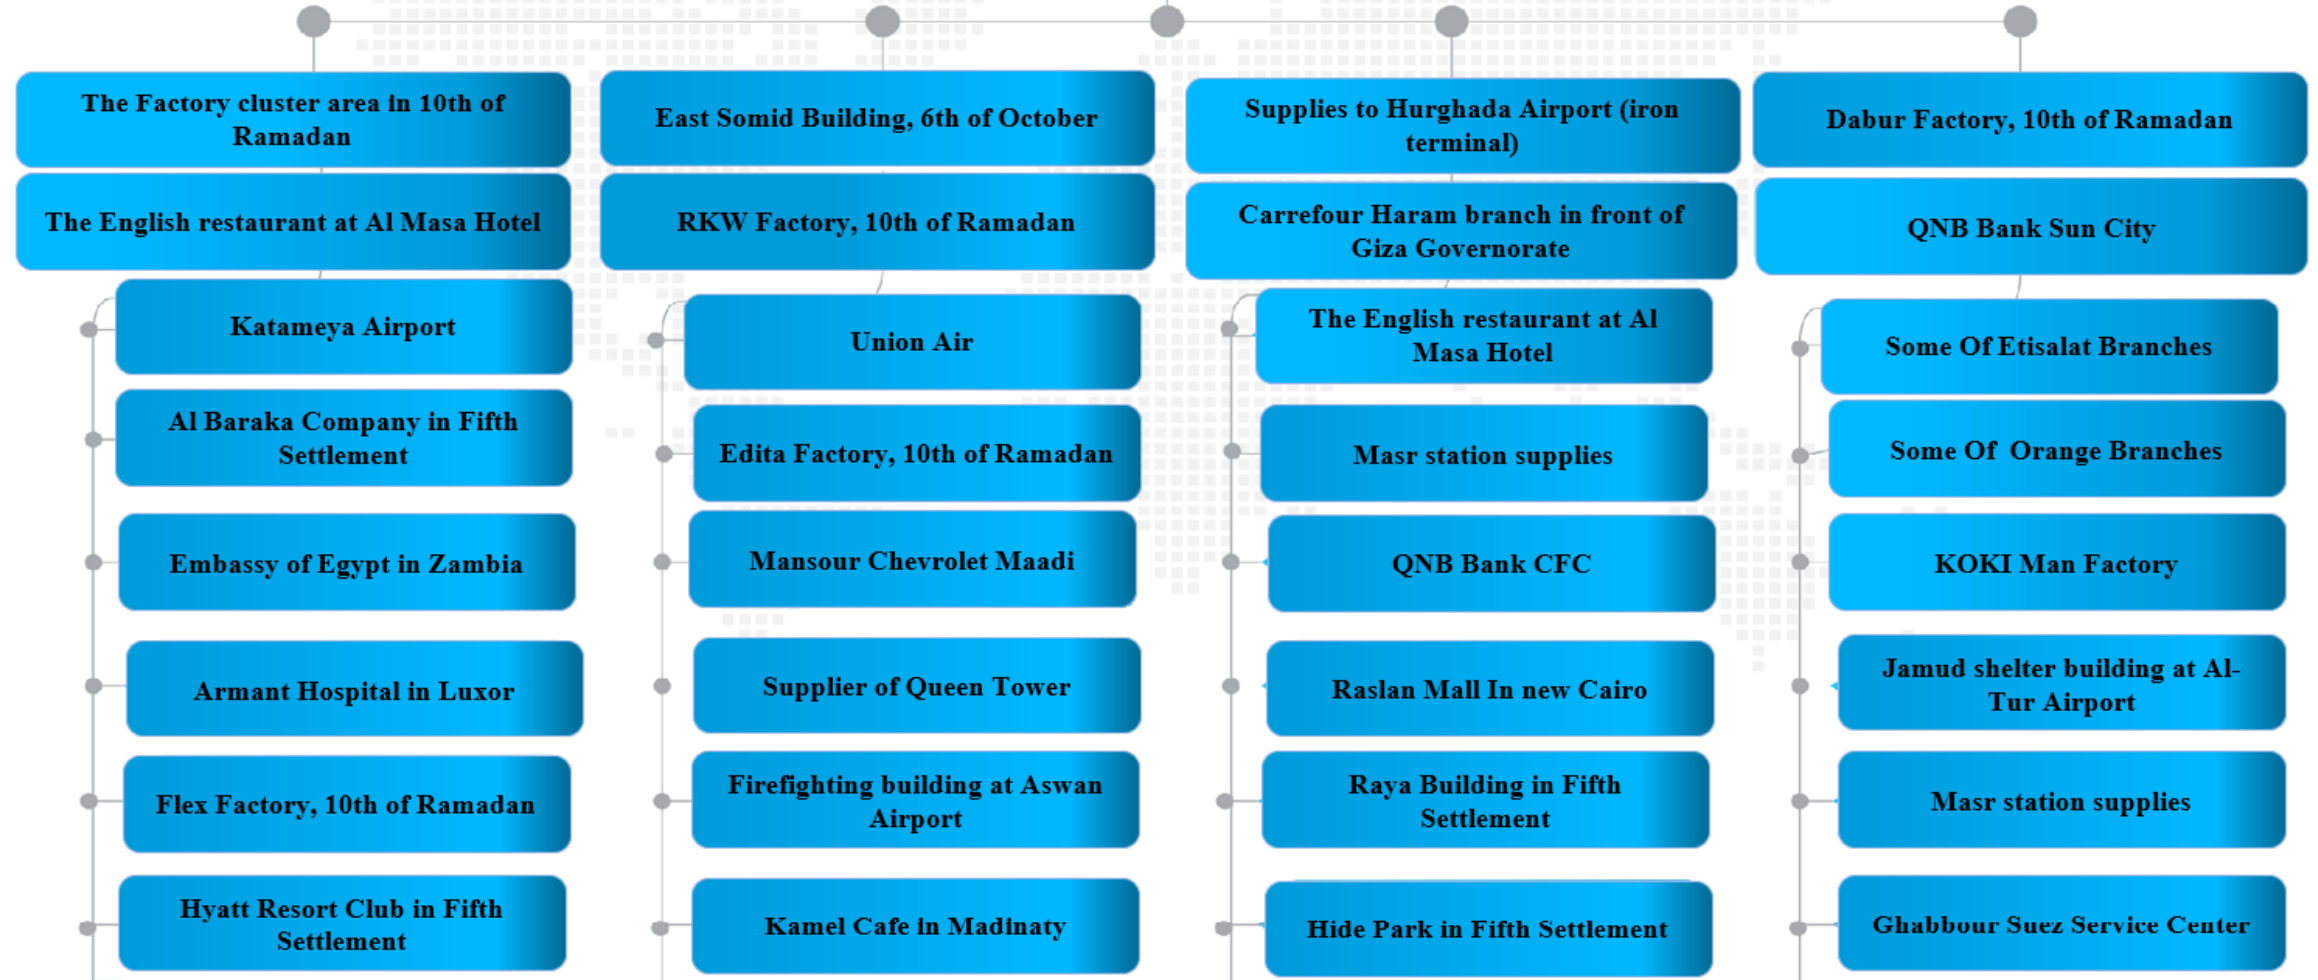 The Factory cluster area in 10th of
Ramadan
The English restaurant at Al Masa Hotel
Katameya Airport
Al Baraka Company in Fifth
Settlement
Embassy of Egypt in Zambia
Armant Hospital in Luxor
Flex Factory, 10th of Ramadan
Hyatt Resort Club in Fifth
Settlement
East Somid Building, 6th of October
RKW Factory, 10th of Ramadan
Union Air
Edita Factory, 10th of Ramadan
Mansour Chevrolet Maadi
Supplier of Queen Tower
Firefighting building at Aswan
Airport
Kamel Cafe in Madinaty
Supplies to Hurghada Airport (iron
terminal)
Carrefour Haram branch in front of
Giza Governorate
The English restaurant at Al
Masa Hotel
Masr station supplies
QNB Bank CFC
Raslan Mall In new Cairo
Raya Building in Fifth
Settlement
Hide Park in Fifth Settlement
Dabur Factory, 10th of Ramadan
QNB Bank Sun City
Some Of Etisalat Branches
Some Of  Orange Branches
KOKI Man Factory
Jamud shelter building at Al-
Tur Airport
Masr station supplies
Ghabbour Suez Service Center